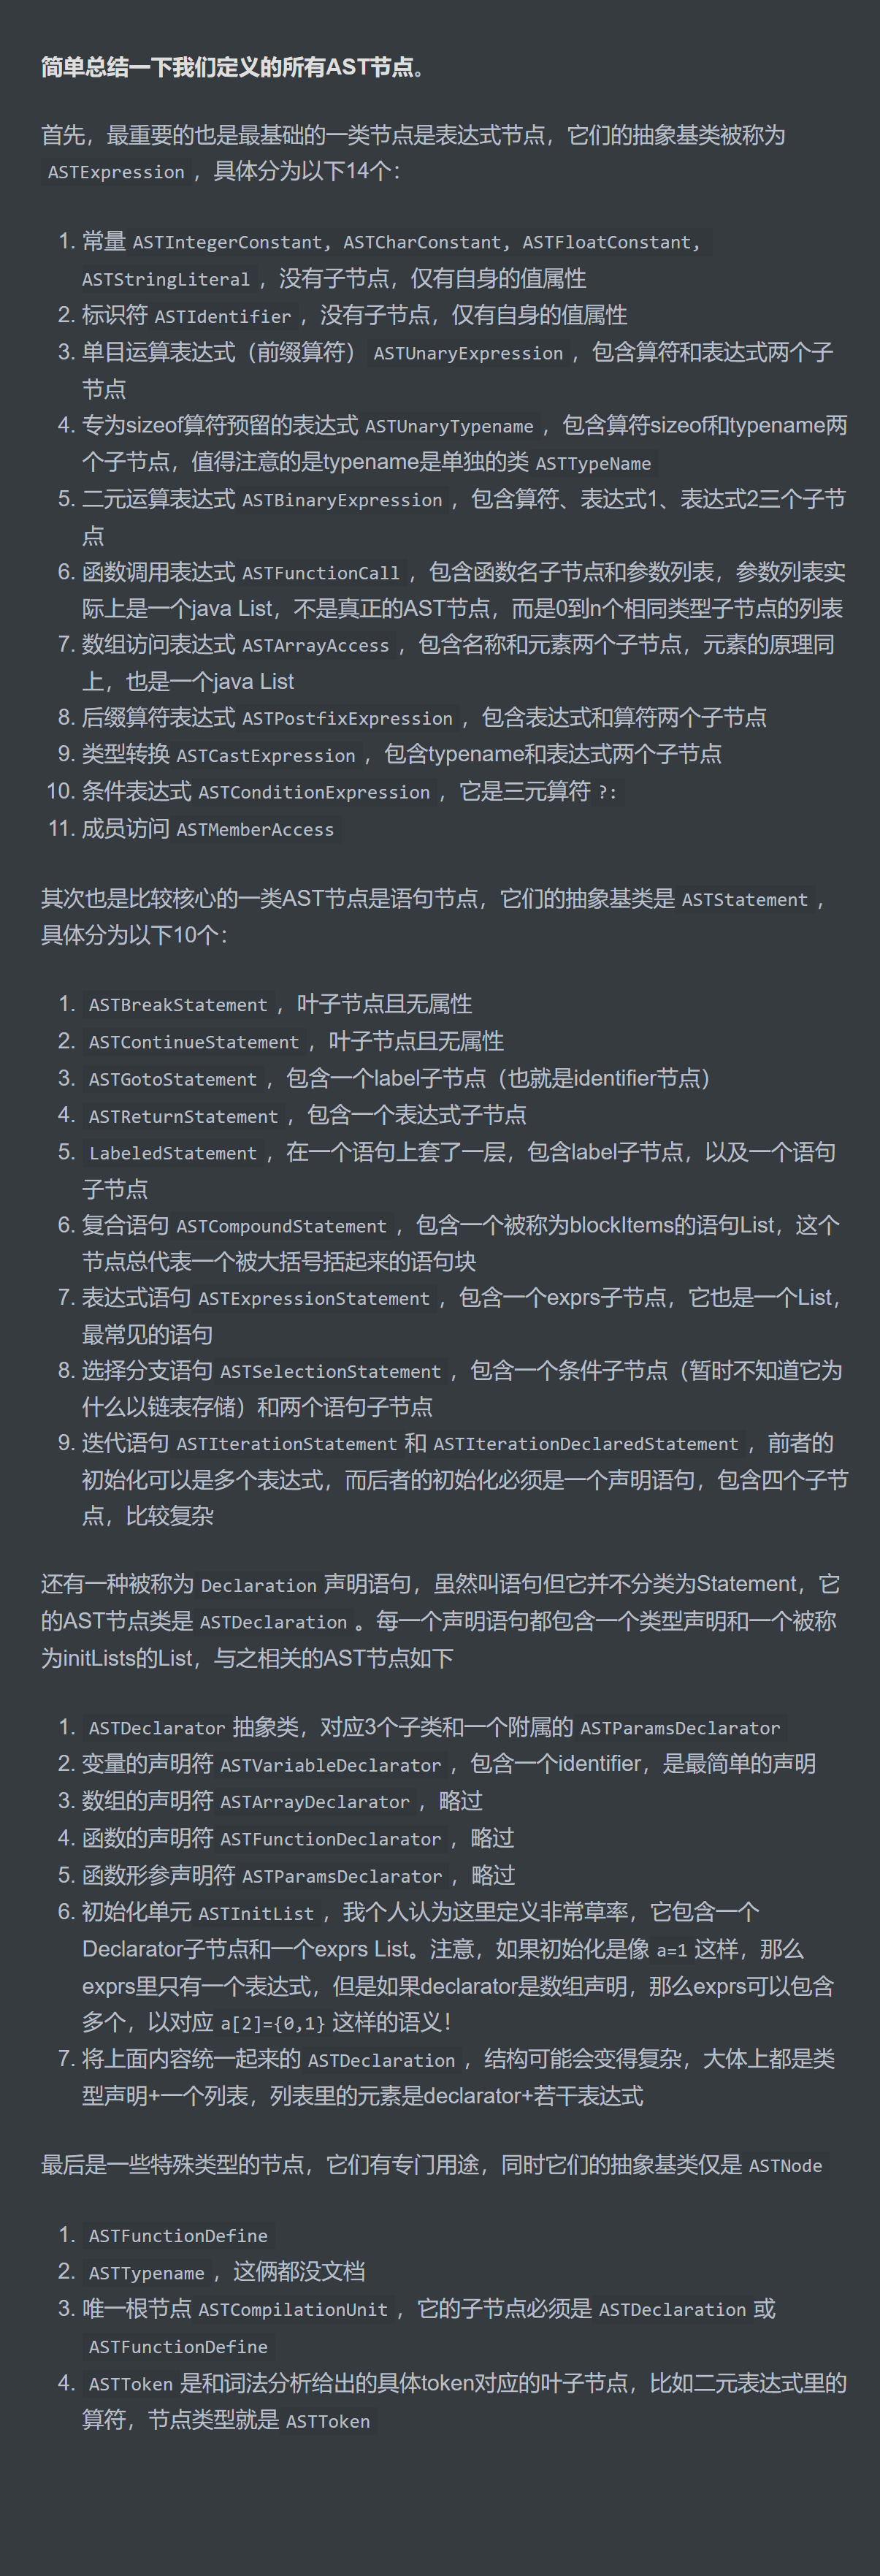 简单总结一下我们定义的所有AST节点。
首先，最重要的也是最基础的一类节点是表达式节点，它们的抽象基类被称为
ASTExpression ，具体分为以下14个：
1. 常量 ASTIntegerConstant, ASTCharConstant, ASTFloatConstant,
ASTStringLiteral ，没有子节点，仅有自身的值属性
2. 标识符 ASTIdentifier ，没有子节点，仅有自身的值属性
3. 单目运算表达式（前缀算符） ASTUnaryExpression ，包含算符和表达式两个子
节点
4. 专为sizeof算符预留的表达式 ASTUnaryTypename ，包含算符sizeof和typename两
个子节点，值得注意的是typename是单独的类 ASTTypeName
5. 二元运算表达式 ASTBinaryExpression ，包含算符、表达式1、表达式2三个子节
点
6. 函数调用表达式 ASTFunctionCall ，包含函数名子节点和参数列表，参数列表实
际上是一个java List，不是真正的AST节点，而是0到n个相同类型子节点的列表
7. 数组访问表达式 ASTArrayAccess ，包含名称和元素两个子节点，元素的原理同
上，也是一个java List
8. 后缀算符表达式 ASTPostfixExpression ，包含表达式和算符两个子节点
9. 类型转换 ASTCastExpression ，包含typename和表达式两个子节点
10. 条件表达式 ASTConditionExpression ，它是三元算符 ?:
11. 成员访问 ASTMemberAccess
其次也是比较核心的一类AST节点是语句节点，它们的抽象基类是 ASTStatement ，
具体分为以下10个：
1. ASTBreakStatement ，叶子节点且无属性
2. ASTContinueStatement ，叶子节点且无属性
3. ASTGotoStatement ，包含一个label子节点（也就是identifier节点）
4. ASTReturnStatement ，包含一个表达式子节点
5. LabeledStatement ，在一个语句上套了一层，包含label子节点，以及一个语句
子节点
6. 复合语句 ASTCompoundStatement ，包含一个被称为blockItems的语句List，这个
节点总代表一个被大括号括起来的语句块
7. 表达式语句 ASTExpressionStatement ，包含一个exprs子节点，它也是一个List，
最常见的语句
8. 选择分支语句 ASTSelectionStatement ，包含一个条件子节点（暂时不知道它为
什么以链表存储）和两个语句子节点
9. 迭代语句 ASTIterationStatement 和 ASTIterationDeclaredStatement ，前者的
初始化可以是多个表达式，而后者的初始化必须是一个声明语句，包含四个子节
点，比较复杂
还有一种被称为 Declaration 声明语句，虽然叫语句但它并不分类为Statement，它
的AST节点类是 ASTDeclaration 。每一个声明语句都包含一个类型声明和一个被称
为initLists的List，与之相关的AST节点如下
1. ASTDeclarator 抽象类，对应3个子类和一个附属的 ASTParamsDeclarator
2. 变量的声明符 ASTVariableDeclarator ，包含一个identifier，是最简单的声明
3. 数组的声明符 ASTArrayDeclarator ，略过
4. 函数的声明符 ASTFunctionDeclarator ，略过
5. 函数形参声明符 ASTParamsDeclarator ，略过
6. 初始化单元 ASTInitList ，我个人认为这里定义非常草率，它包含一个
Declarator子节点和一个exprs List。注意，如果初始化是像 a=1 这样，那么
exprs里只有一个表达式，但是如果declarator是数组声明，那么exprs可以包含
多个，以对应 a[2]={0,1} 这样的语义！
7. 将上面内容统一起来的 ASTDeclaration ，结构可能会变得复杂，大体上都是类
型声明+一个列表，列表里的元素是declarator+若干表达式
最后是一些特殊类型的节点，它们有专门用途，同时它们的抽象基类仅是 ASTNode
1. ASTFunctionDefine
2. ASTTypename ，这俩都没文档
3. 唯一根节点 ASTCompilationUnit ，它的子节点必须是 ASTDeclaration 或
ASTFunctionDefine
4. ASTToken 是和词法分析给出的具体token对应的叶子节点，比如二元表达式里的
算符，节点类型就是 ASTToken